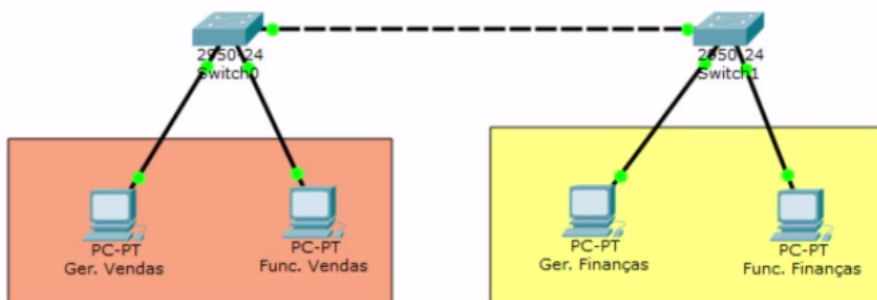 2950-24
Switch0
2950-24
Switch1
PC-PT
Ger. Vendas
PC-PT
Func. Vendas
PC-PT
Ger. Finanças
PC-PT
Func. Finanças